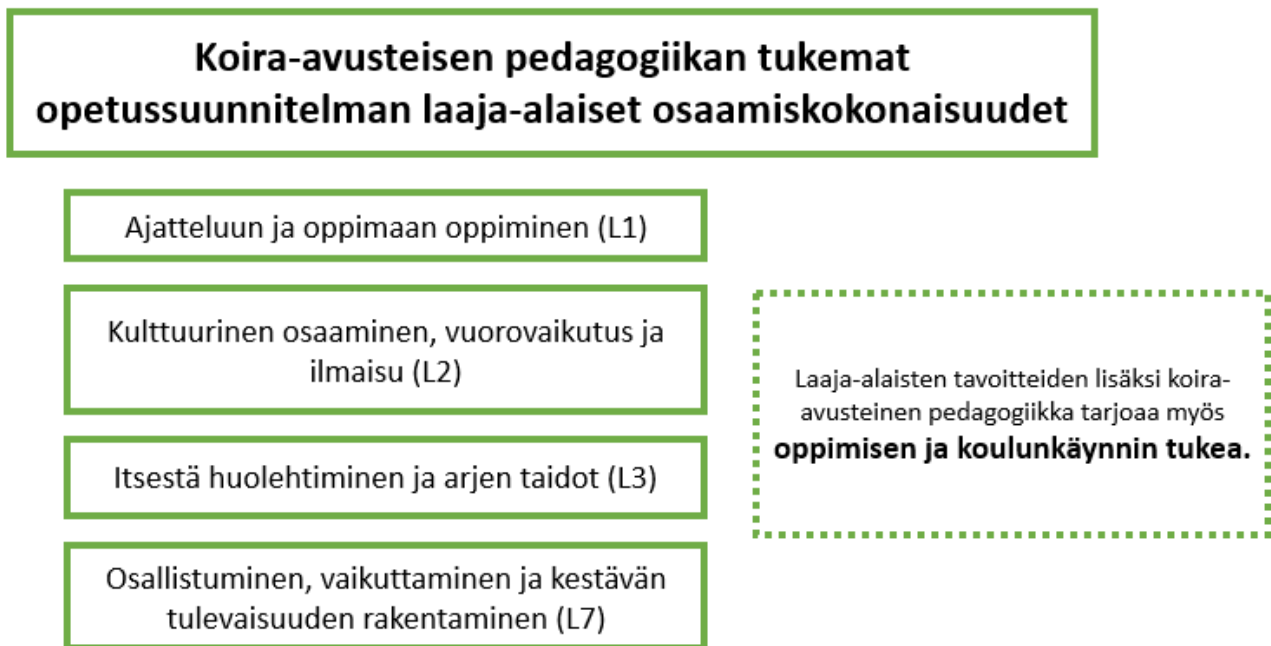 Koira-avusteisen pedagogiikan tukemat
opetussuunnitelman laaja-alaiset osaamiskokonaisuudet
Ajatteluun ja oppimaan oppiminen (L1)
Kulttuurinen osaaminen, vuorovaikutus ja
ilmaisu (L2)
Itsestä huolehtiminen ja arjen taidot (L3)
Osallistuminen, vaikuttaminen ja kestävän
tulevaisuuden rakentaminen (L7)
Laaja-alaisten tavoitteiden lisäksi koira-
avusteinen pedagogiikka tarjoaa myös
oppimisen ja koulunkäynnin tukea.